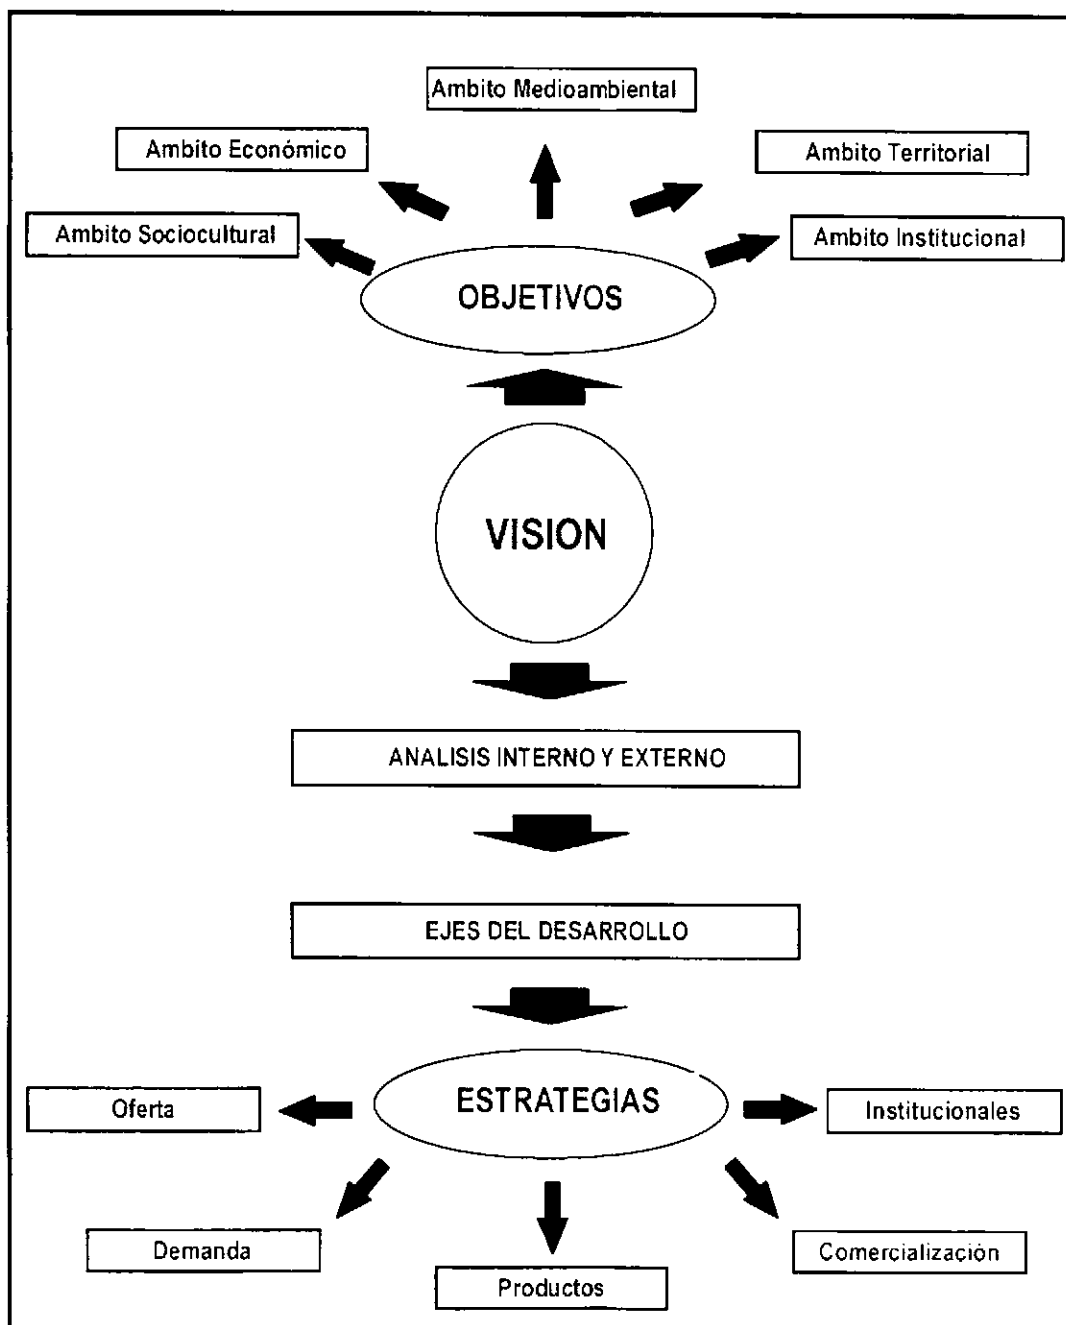 Ambito Medioambiental
Ambito Económico
Ambito Territorial
Ambito Sociocultural
Ambito Institucional
OBJETIVOS
VISION
ANALISIS INTERNO Y EXTERNO
EJES DEL DESARROLLO
ESTRATEGIAS
Oferta
Institucionales
Demanda
Comercialización
Productos